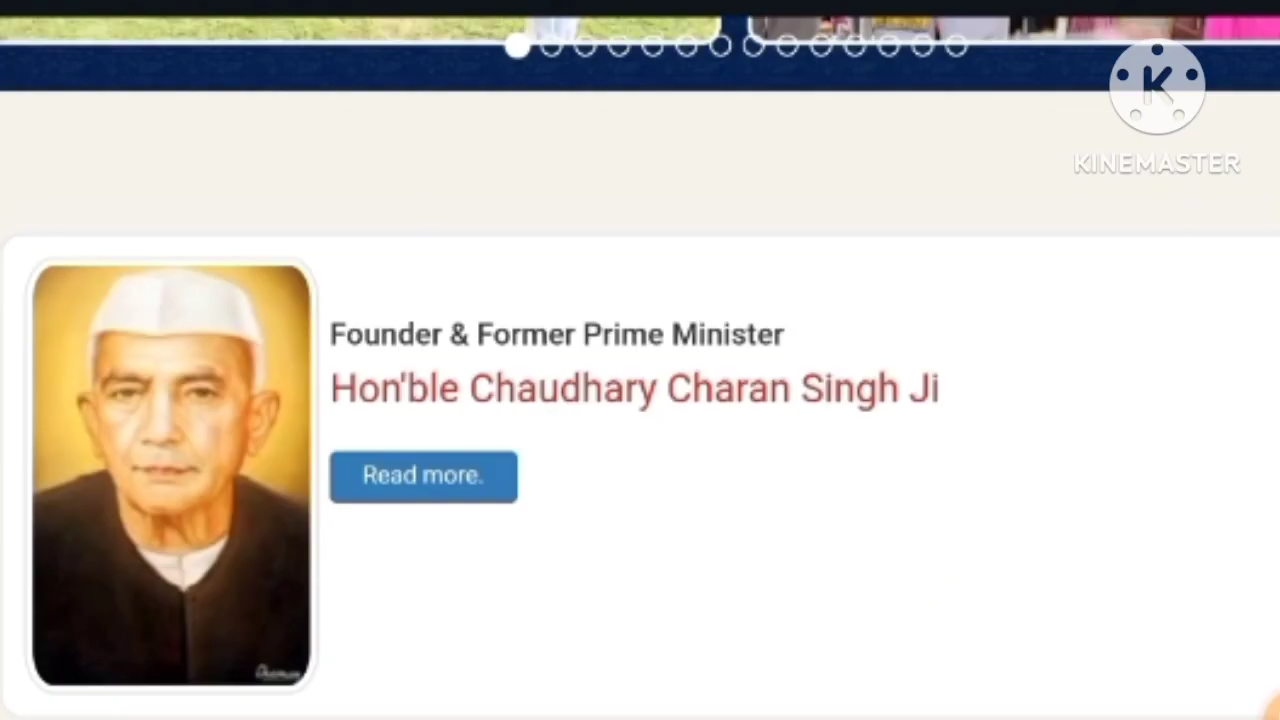 K
KINEMASTER
Founder & Former Prime Minister
Hon'ble Chaudhary Charan Singh Ji
Read more.